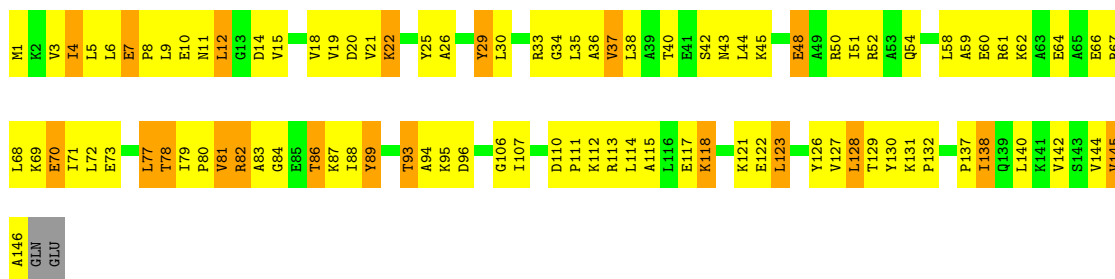 M1 K2 V3 I4 L5 L6 E7 P8 L9 E10 N11 L12 G13 D14 V15 V18 V19 D20 V21 K22 Y25 A26 Y29 L30 R33 G34 L35 A36 V37 L38 A39 T40 E41 S42 N43 L44 K45 E48 A49 R50 I51 R52 A53 Q54 L58 A59 E60 R61 K62 A63 E64 A65 E66 R67
L68 K69 E70 I71 L72 E73 L77 T78 I79 P80 V81 R82 A83 G84 E85 T86 K87 I88 Y89 T93 A94 K95 D96 G106 I107 D110 P111 K112 R113 L114 A115 L116 E117 K118 K121 E122 L123 Y126 V127 L128 T129 Y130 K131 P132 P137 I138 Q139 L140 K141 V142 S143 V144 V145
A146 GLN GLU